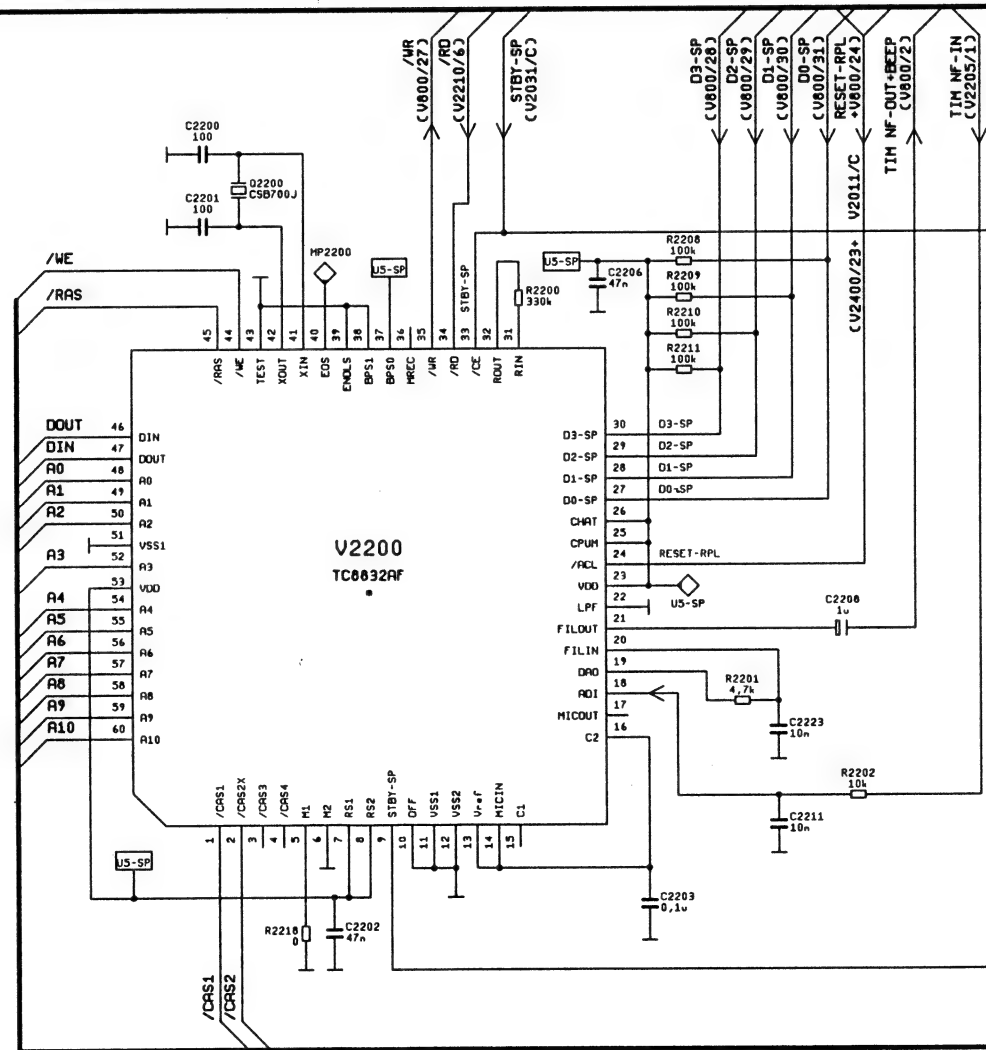 /WR
(V800/27)
/RD
(V2210/6)
STBY-SP
(V2031/C)
D3-SP
(V800/28)
D2-SP
(V800/29)
D1-SP
(V800/30)
D0-SP
(V800/31)
RESET-RPL
+V800/24)
V2011/C
(V2400/23+
TIM NF-OUT+BEEP
(V800/2)
TIM NF-IN
(V2205/1)
C2200
100
Q2200
CSB700J
C2201
100
MP2200
U5-SP
STBY-SP
R2200
330k
U5-SP
C2206
47n
R2208
100k
R2209
100k
R2210
100k
R2211
100k
/WE
/RAS
45
44
43
42
41
40
39
38
37
36
35
34
33
32
31
/RAS
/WE
TEST
XOUT
XIN
EOS
ENDLS
BPS1
BPS0
MREC
/WR
/RD
/CE
ROUT
RIN
DOUT 46 DIN
DIN 47 DOUT
A0 48 A0
A1 49 A1
A2 50 A2
51 VSS1
A3 52 A3
53 VDD
A4 54 A4
A5 55 A5
A6 56 A6
A7 57 A7
A8 58 A8
A9 59 A9
A10 60 A10
V2200
TC8832AF
*
D3-SP 30 D3-SP
D2-SP 29 D2-SP
D1-SP 28 D1-SP
D0-SP 27 D0-SP
CHAT 26
CPUM 25
/ACL 24 RESET-RPL
VDD 23
U5-SP
LPF 22
FILOUT 21
FILIN 20
DAO 19
ADI 18
MICOUT 17
C2 16
C2208
1u
R2201
4,7k
C2223
10n
R2202
10k
C2211
10n
/CAS1
/CAS2X
/CAS3
/CAS4
M1
M2
RS1
RS2
STBY-SP
OFF
VSS1
VSS2
Vref
MICIN
C1
1
2
3
4
5
6
7
8
9
10
11
12
13
14
15
U5-SP
R2218
0
C2202
47n
C2203
0,1u
/CAS1
/CAS2